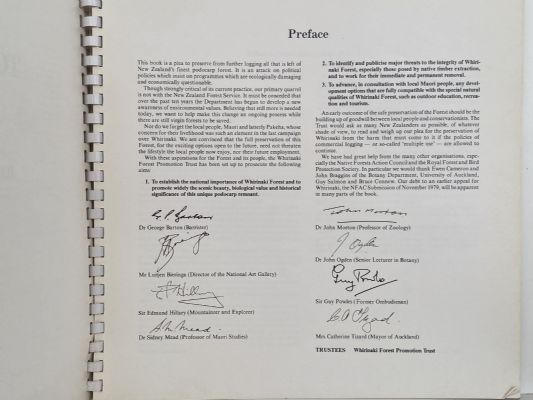 Preface
This book is a plea to preserve from further logging all that is left of
New Zealand's finest podocarp forest. It is an attack on political
policies which insist on programmes which are ecologically damaging
and economically questionable.
Though strongly critical of its current practice, our primary quarrel
is not with the New Zealand Forest Service. It must be conceded that
over the past ten years the Department has begun to develop a new
awareness of environmental values. Believing that still more is needed
today, we want to help make this change an ongoing process while
there are still virgin forests to be saved.
Nor do we forget the local people, Maori and latterly Pakeha, whose
concern for their livelihood was such an element in the last campaign
over Whirinaki. We are convinced that the full preservation of this
Forest, for the exciting options open to the future, need not threaten
the lifestyle the local people now enjoy, nor their future employment.
With these aspirations for the Forest and its people, the Whirinaki
Forest Promotion Trust has been set up to prosecute the following
aims:
1. To establish the national importance of Whirinaki Forest and to
promote widely the scenic beauty, biological value and historical
significance of this unique podocarp remnant.
Dr George Barton (Barrister)
Mr Luitjen Bieringa (Director of the National Art Gallery)
Sir Edmund Hillary (Mountaineer and Explorer)
Dr Sidney Mead (Professor of Maori Studies)
2. To identify and publicise major threats to the integrity of Whiri-
naki Forest, especially those posed by native timber extraction,
and to work for their immediate and permanent removal.
3. To advance, in consultation with local Maori people, any devel-
opment options that are fully compatible with the special natural
qualities of Whirinaki Forest, such as outdoor education, recrea-
tion and tourism.
An early outcome of the safe preservation of the Forest should be the
building up of goodwill between local people and conservationists. The
Trust would ask as many New Zealanders as possible, of whatever
shade of view, to read and weigh up our plea for the preservation of
Whirinaki from the harm that must come to it if the policies of
commercial logging — or so-called 'multiple use' — are allowed to
continue.
We have had great help from the many other organisations, espe-
cially the Native Forests Action Council and the Royal Forest and Bird
Protection Society. In particular we would thank Ewen Cameron and
John Braggins of the Botany Department, University of Auckland,
Guy Salmon and Bruce Connew. Our debt to an earlier appeal for
Whirinaki, the NFAC Submission of November 1979, will be apparent
in many parts of the book.
John Morton
Dr John Morton (Professor of Zoology)
J. Ogden
Dr John Ogden (Senior Lecturer in Botany)
Guy Powles
Sir Guy Powles (Former Ombudsman)
Mrs Catherine Tizard (Mayor of Auckland)
TRUSTEES Whirinaki Forest Promotion Trust